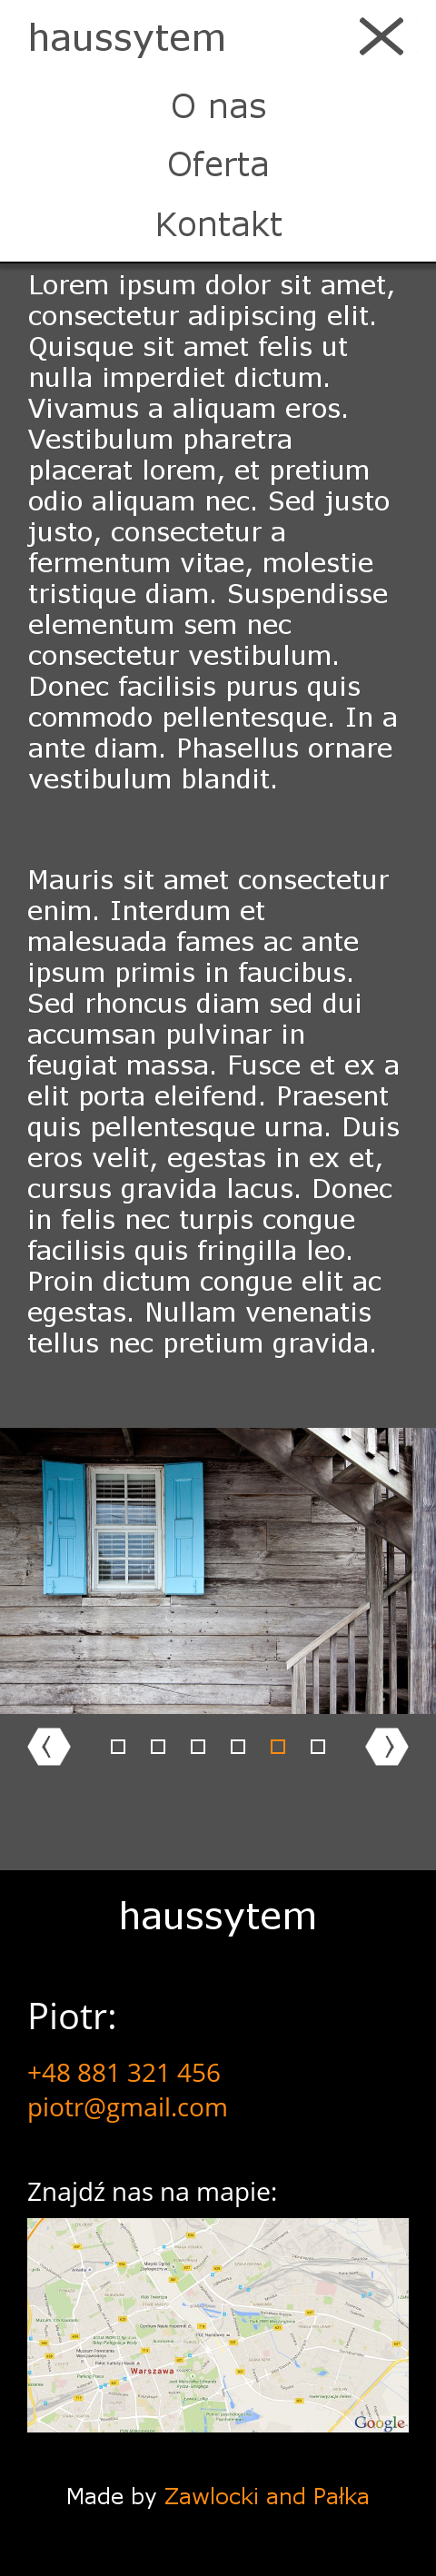 haussytem
O nas
Oferta
Kontakt
Lorem ipsum dolor sit amet,
consectetur adipiscing elit.
Quisque sit amet felis ut
nulla imperdiet dictum.
Vivamus a aliquam eros.
Vestibulum pharetra
placerat lorem, et pretium
odio aliquam nec. Sed justo
justo, consectetur a
fermentum vitae, molestie
tristique diam. Suspendisse
elementum sem nec
consectetur vestibulum.
Donec facilisis purus quis
commodo pellentesque. In a
ante diam. Phasellus ornare
vestibulum blandit.
Mauris sit amet consectetur
enim. Interdum et
malesuada fames ac ante
ipsum primis in faucibus.
Sed rhoncus diam sed dui
accumsan pulvinar in
feugiat massa. Fusce et ex a
elit porta eleifend. Praesent
quis pellentesque urna. Duis
eros velit, egestas in ex et,
cursus gravida lacus. Donec
in felis nec turpis congue
facilisis quis fringilla leo.
Proin dictum congue elit ac
egestas. Nullam venenatis
tellus nec pretium gravida.
haussytem
Piotr:
+48 881 321 456
piotr@gmail.com
Znajdź nas na mapie:
Warszawa
Google
Made by Zawlocki and Pałka